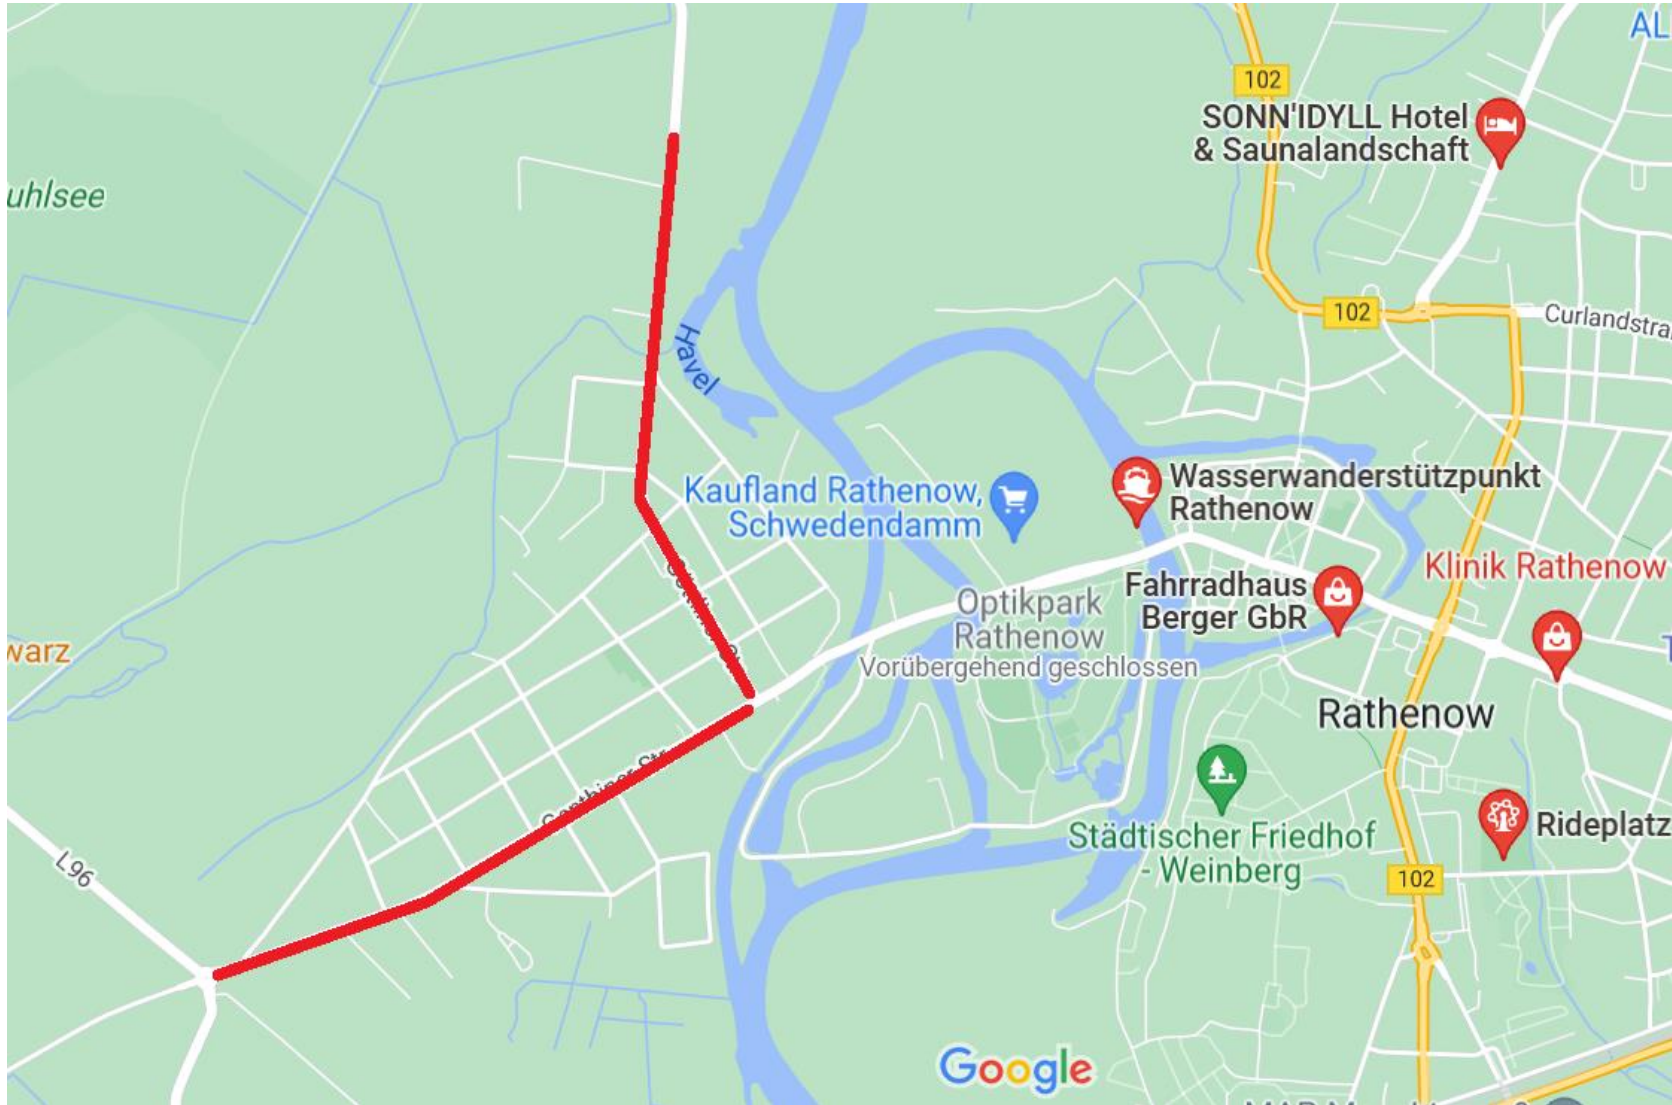 AL
102
SONN'IDYLL Hotel
& Saunalandschaft
uhlsee
102
Curlandstra
Havel
Kaufland Rathenow,
Schwedendamm
Wasserwanderstützpunkt
Rathenow
Klinik Rathenow
Fahrradhaus
Berger GbR
Optikpark
Rathenow
Vorübergehend geschlossen
warz
Rathenow
Städtischer Friedhof
- Weinberg
Rideplatz
L96
102
Google